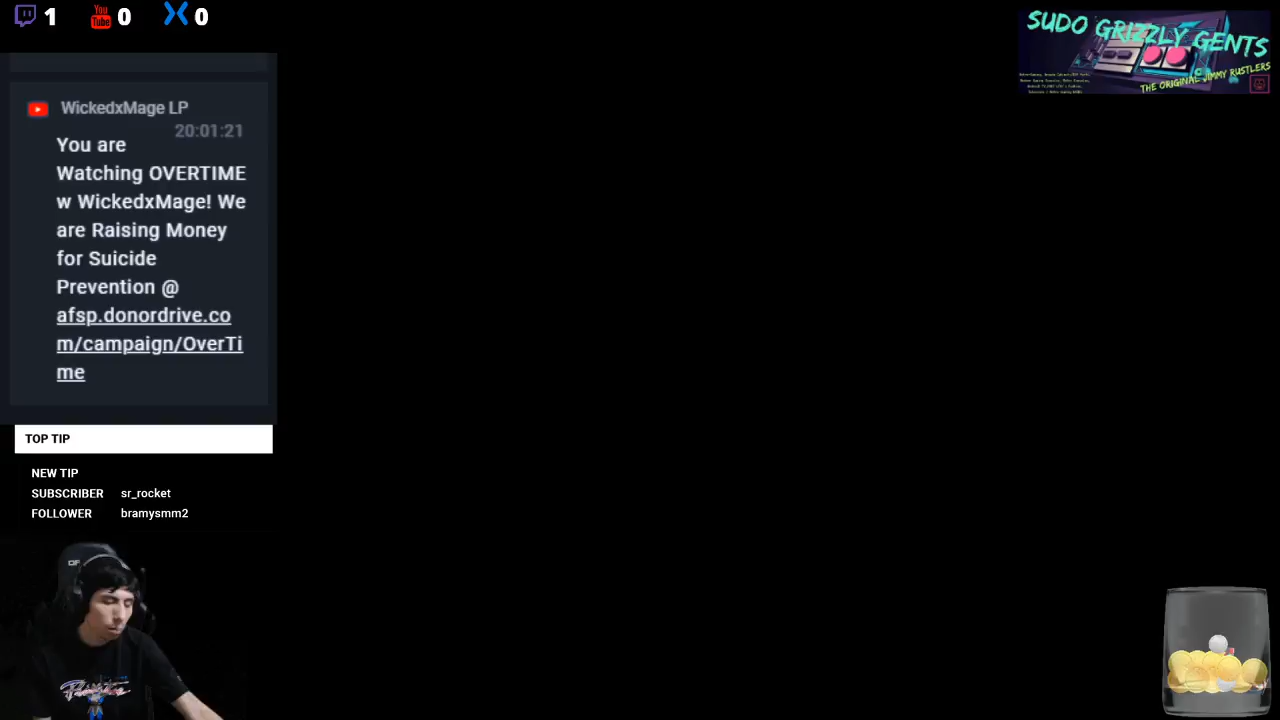 1 You Tube 0 0
SUDO GRIZZLY GENTS
THE ORIGINAL JIMMY RUSTLERS
WickedxMage LP
20:01:21
You are
Watching OVERTIME
w WickedxMage! We
are Raising Money
for Suicide
Prevention @
afsp.donordrive.co
m/campaign/OverTi
me
TOP TIP
NEW TIP
SUBSCRIBER sr_rocket
FOLLOWER bramysmm2